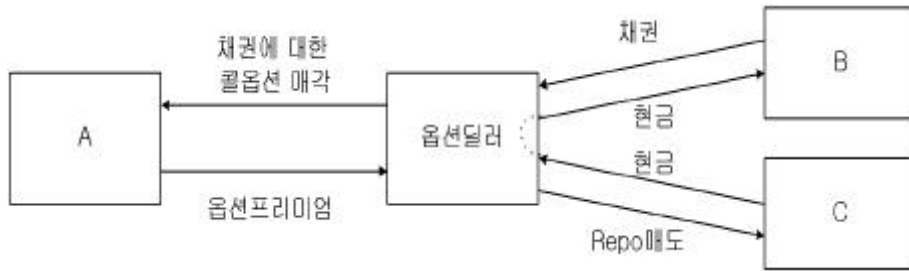 채권에 대한
콜옵션 매각
채권
B
A
옵션딜러
현금
현금
옵션프리미엄
C
Repo매도